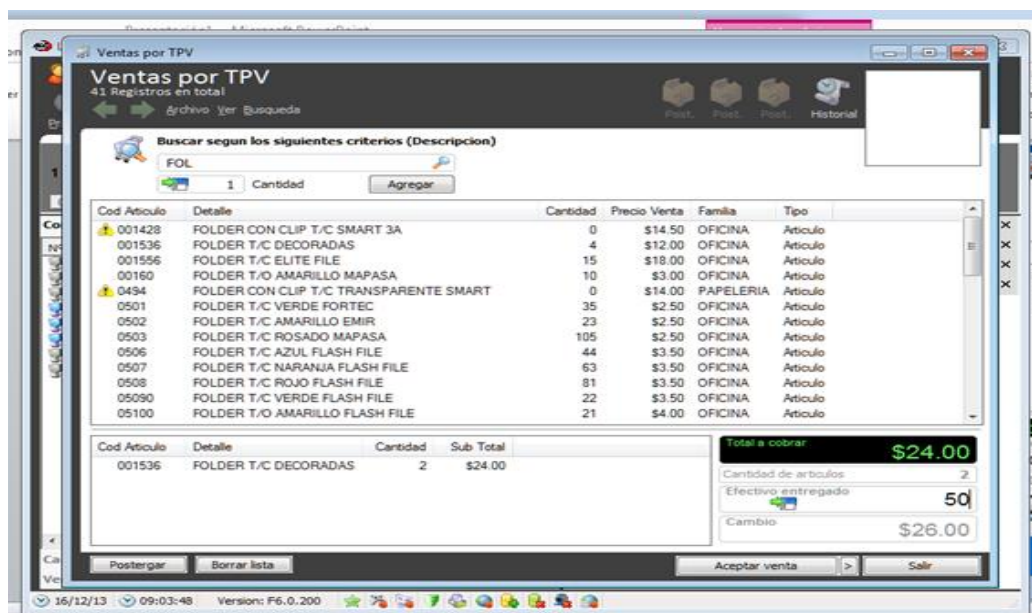 Ventas por TPV
Ventas por TPV
41 Registros en total
Archivo Ver Busqueda
Post. Post. Post. Historial
Buscar segun los siguientes criterios (Descripcion)
FOL
1 Cantidad Agregar
Cod Articulo Detalle Cantidad Precio Venta Familia Tipo
001428 FOLDER CON CLIP T/C SMART 3A 0 $14.50 OFICINA Articulo
001536 FOLDER T/C DECORADAS 4 $12.00 OFICINA Articulo
001556 FOLDER T/C ELITE FILE 15 $18.00 OFICINA Articulo
00160 FOLDER T/O AMARILLO MAPASA 10 $3.00 OFICINA Articulo
0494 FOLDER CON CLIP T/C TRANSPARENTE SMART 0 $14.00 PAPELERIA Articulo
0501 FOLDER T/C VERDE FORTEC 35 $2.50 OFICINA Articulo
0502 FOLDER T/C AMARILLO EMIR 23 $2.50 OFICINA Articulo
0503 FOLDER T/C ROSADO MAPASA 105 $2.50 OFICINA Articulo
0506 FOLDER T/C AZUL FLASH FILE 44 $3.50 OFICINA Articulo
0507 FOLDER T/C NARANJA FLASH FILE 63 $3.50 OFICINA Articulo
0508 FOLDER T/C ROJO FLASH FILE 81 $3.50 OFICINA Articulo
05090 FOLDER T/C VERDE FLASH FILE 22 $3.50 OFICINA Articulo
05100 FOLDER T/O AMARILLO FLASH FILE 21 $4.00 OFICINA Articulo
Cod Articulo Detalle Cantidad Sub Total
001536 FOLDER T/C DECORADAS 2 $24.00
Total a cobrar $24.00
Cantidad de articulos 2
Efectivo entregado 50
Cambio $26.00
Postergar Borrar lista Aceptar venta > Salir
16/12/13 09:03:48 Version: F6.0.200